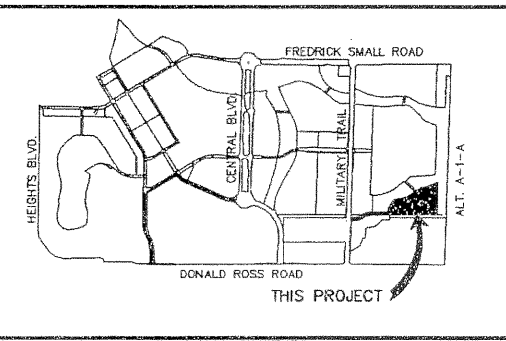 FREDRICK SMALL ROAD
HEIGHTS BLVD.
CENTRAL BLVD.
MILITARY TRAIL
ALT. A-1-A
DONALD ROSS ROAD
THIS PROJECT